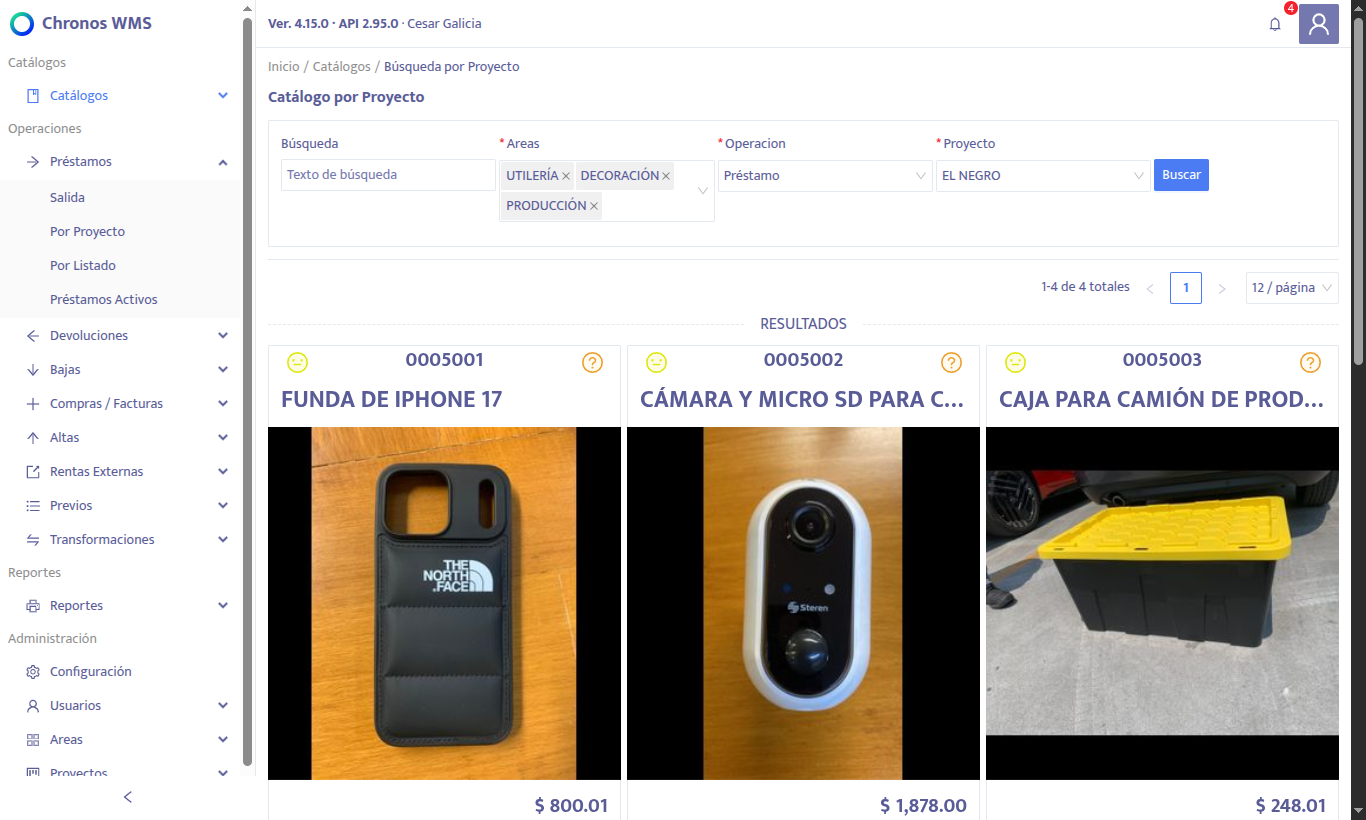 Chronos WMS
Ver. 4.15.0 · API 2.95.0 · Cesar Galicia
4
Catálogos
Catálogos
Operaciones
Préstamos
Salida
Por Proyecto
Por Listado
Préstamos Activos
Devoluciones
Bajas
Compras / Facturas
Altas
Rentas Externas
Previos
Transformaciones
Reportes
Reportes
Administración
Configuración
Usuarios
Areas
Proyectos
Inicio / Catálogos / Búsqueda por Proyecto
Catálogo por Proyecto
Búsqueda
* Areas
* Operacion
* Proyecto
Texto de búsqueda
UTILERÍA
DECORACIÓN
PRODUCCIÓN
Préstamo
EL NEGRO
Buscar
1-4 de 4 totales
1
12 / página
RESULTADOS
0005001
FUNDA DE IPHONE 17
THE
NORTH
FACE
$ 800.01
0005002
CÁMARA Y MICRO SD PARA C...
Steren
$ 1,878.00
0005003
CAJA PARA CAMIÓN DE PROD...
$ 248.01